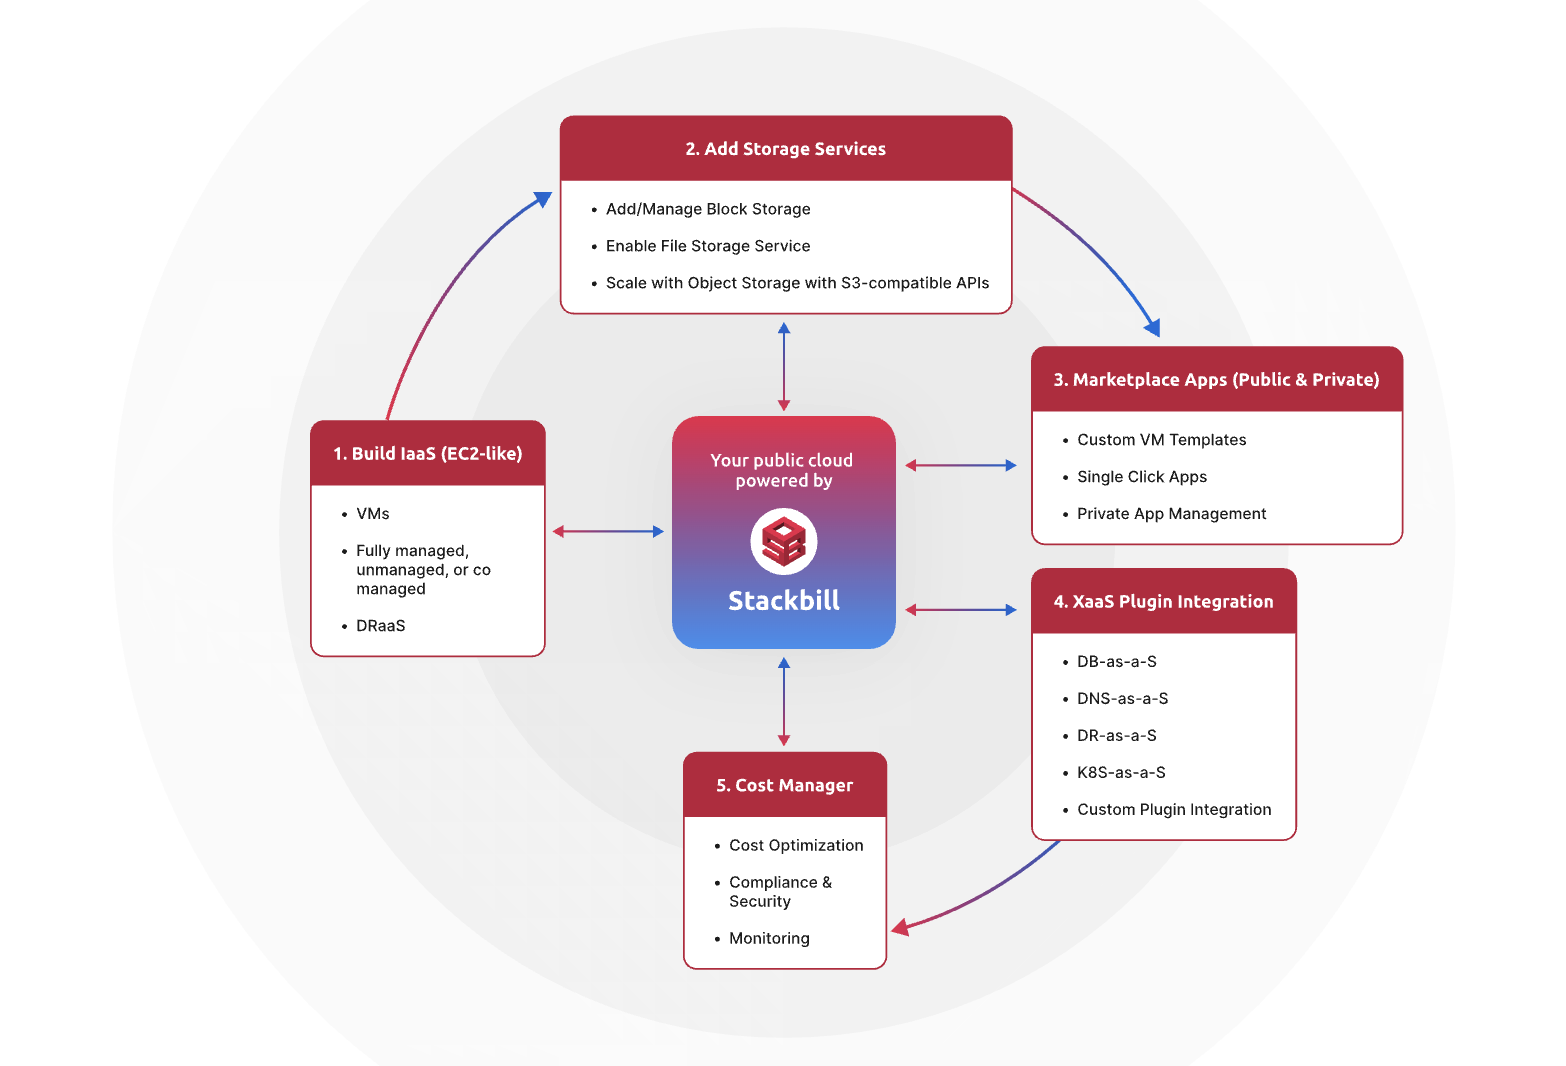 2. Add Storage Services
• Add/Manage Block Storage
• Enable File Storage Service
• Scale with Object Storage with S3-compatible APIs
3. Marketplace Apps (Public & Private)
• Custom VM Templates
• Single Click Apps
• Private App Management
1. Build IaaS (EC2-like)
• VMs
• Fully managed,
unmanaged, or co
managed
• DRaaS
Your public cloud
powered by
Stackbill
4. XaaS Plugin Integration
• DB-as-a-S
• DNS-as-a-S
• DR-as-a-S
• K8S-as-a-S
• Custom Plugin Integration
5. Cost Manager
• Cost Optimization
• Compliance &
Security
• Monitoring